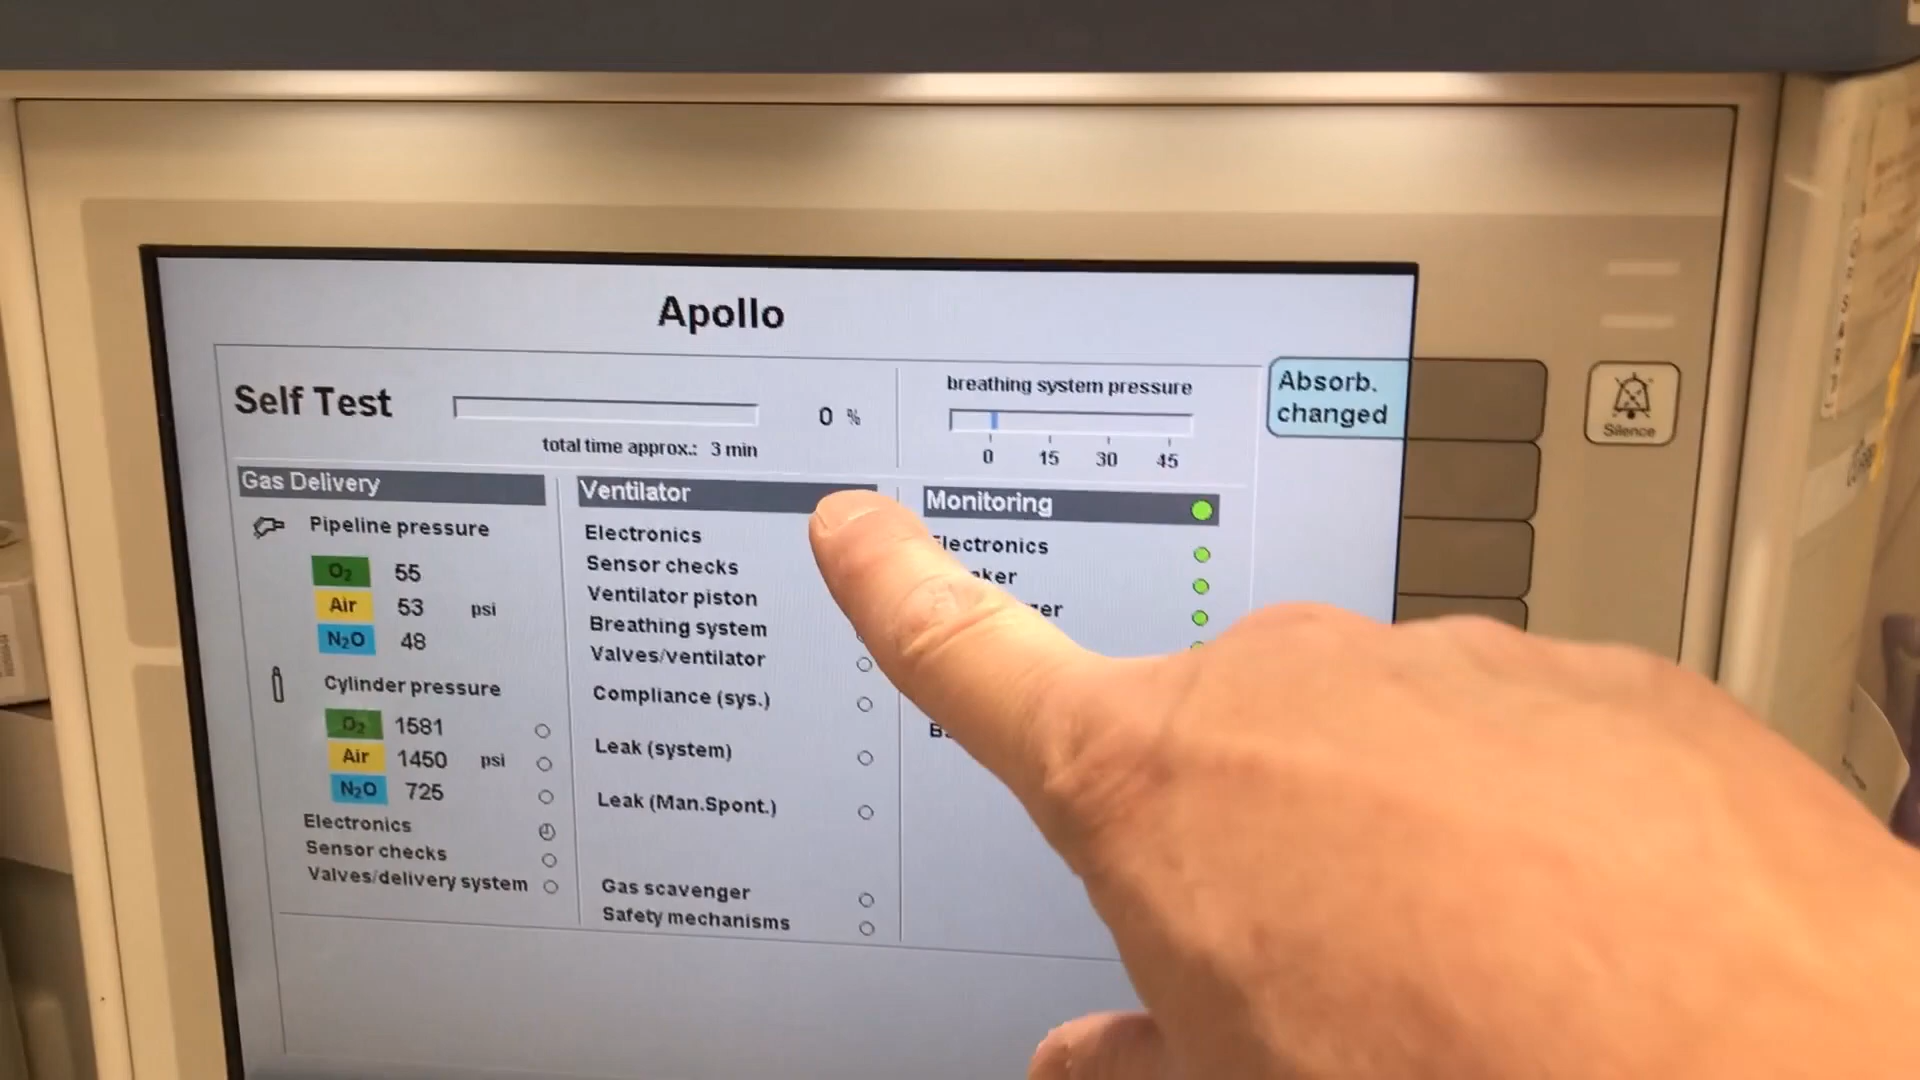 Apollo
Self Test
0 %
total time approx.: 3 min
breathing system pressure
0 15 30 45
Absorb.
changed
Silence
Gas Delivery
Pipeline pressure
O2 55
Air 53 psi
N2O 48
Cylinder pressure
O2 1581
Air 1450 psi
N2O 725
Electronics
Sensor checks
Valves/delivery system
Ventilator
Electronics
Sensor checks
Ventilator piston
Breathing system
Valves/ventilator
Compliance (sys.)
Leak (system)
Leak (Man.Spont.)
Gas scavenger
Safety mechanisms
Monitoring
lectronics